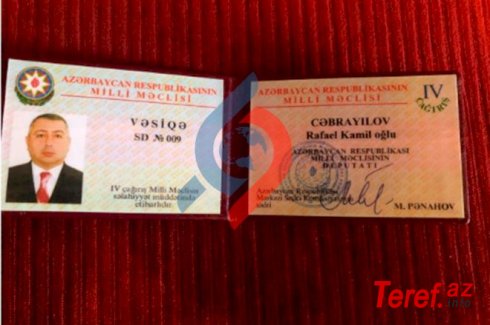 AZƏRBAYCAN RESPUBLİKASININ
MİLLİ MƏCLİSİ
VƏSİQƏ
SD № 009
IV çağırış Milli Məclisin
səlahiyyət müddətində
etibarlıdır.
AZƏRBAYCAN RESPUBLİKASININ
MİLLİ MƏCLİSİ
IV
ÇAĞIRIŞ
CƏBRAYILOV
Rafael Kamil oğlu
AZƏRBAYCAN RESPUBLİKASI
MİLLİ MƏCLİSİNİN
DEPUTATI
Azərbaycan Respublikası
Mərkəzi Seçki Komissiyasının
sədri
M. PƏNAHOV
Teref.az
.info